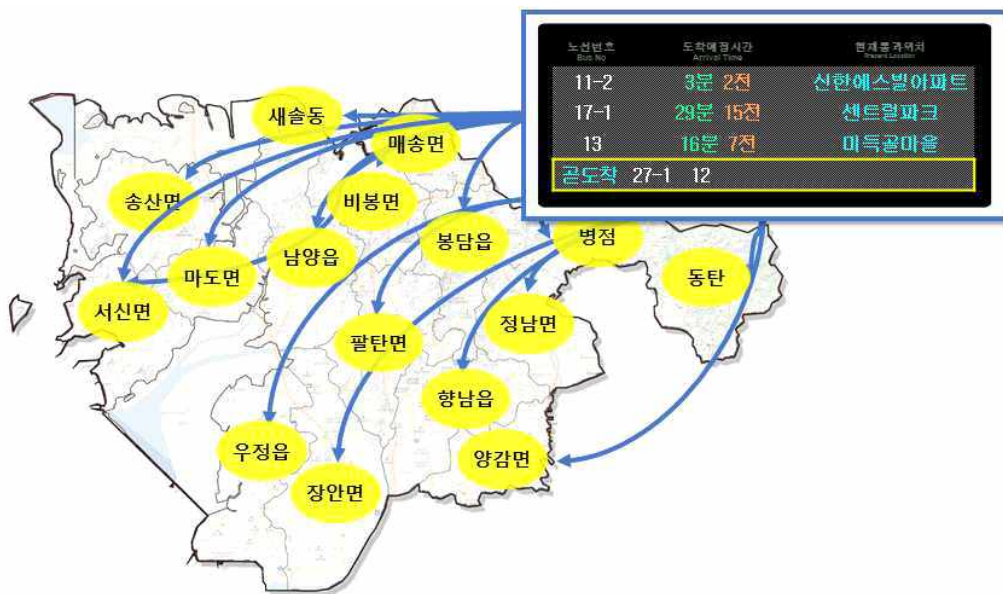 노선번호 도착예정시간 현재통과위치
Bus No Arrival Time Present Location
11-2 3분 2전 신한에스빌아파트
17-1 29분 15전 센트럴파크
13 16분 7전 미득골마을
곧도착 27-1 12
새솔동
매송면
송산면
비봉면
봉담읍
병점
남양읍
마도면
동탄
서신면
정남면
팔탄면
향남읍
우정읍
양감면
장안면